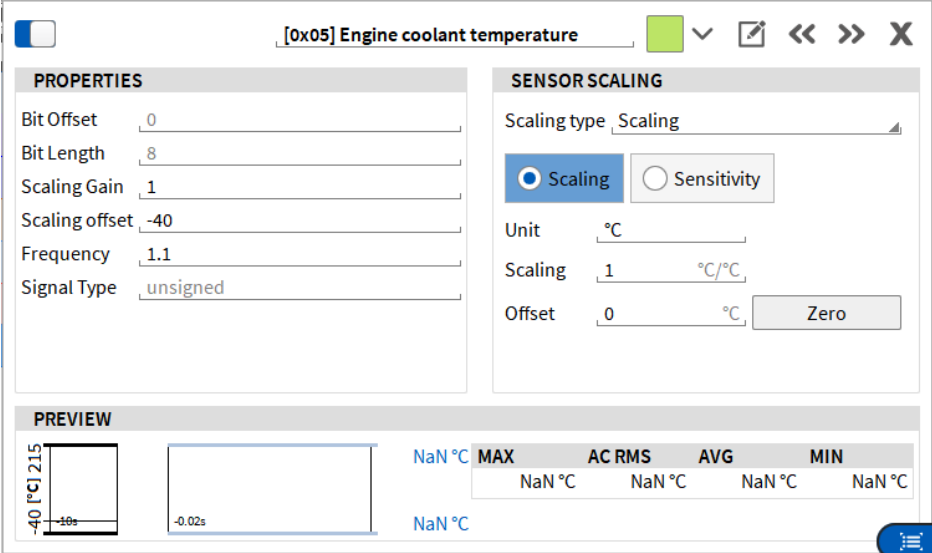 [0x05] Engine coolant temperature
PROPERTIES
Bit Offset 0
Bit Length 8
Scaling Gain 1
Scaling offset -40
Frequency 1.1
Signal Type unsigned
SENSOR SCALING
Scaling type Scaling
Scaling Sensitivity
Unit °C
Scaling 1 °C/°C
Offset 0 °C Zero
PREVIEW
-40 [°C] 215
-10s
-0.02s
NaN °C
NaN °C
MAX AC RMS AVG MIN
NaN °C NaN °C NaN °C NaN °C